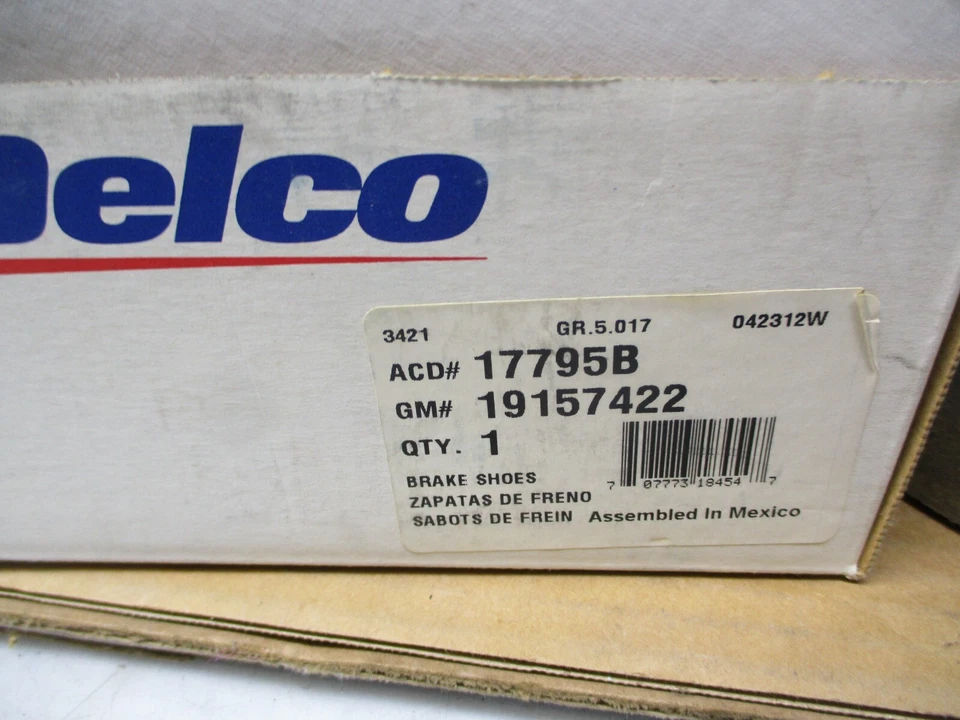 Delco
3421 GR.5.017 042312W
ACD# 17795B
GM# 19157422
QTY. 1
BRAKE SHOES
ZAPATAS DE FRENO
SABOTS DE FREIN Assembled In Mexico
7 07773 18454 7